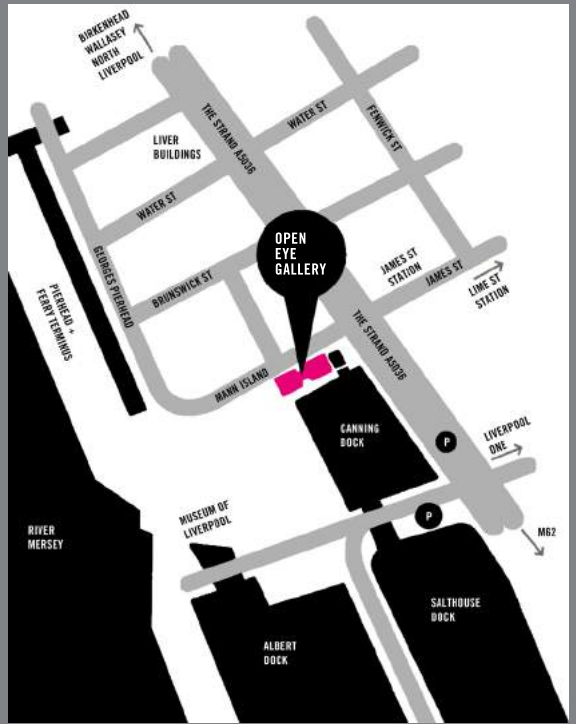 BIRKENHEAD
WALLASEY
NORTH
LIVERPOOL
THE STRAND A5036
WATER ST
FENWICK ST
LIVER
BUILDINGS
WATER ST
GEORGES PIERHEAD
PIERHEAD +
FERRY TERMINUS
BRUNSWICK ST
OPEN
EYE
GALLERY
JAMES ST
STATION
JAMES ST
LIME ST
STATION
THE STRAND A5036
MANN ISLAND
CANNING
DOCK
P
LIVERPOOL
ONE
P
MUSEUM OF
LIVERPOOL
RIVER
MERSEY
M62
SALTHOUSE
DOCK
ALBERT
DOCK